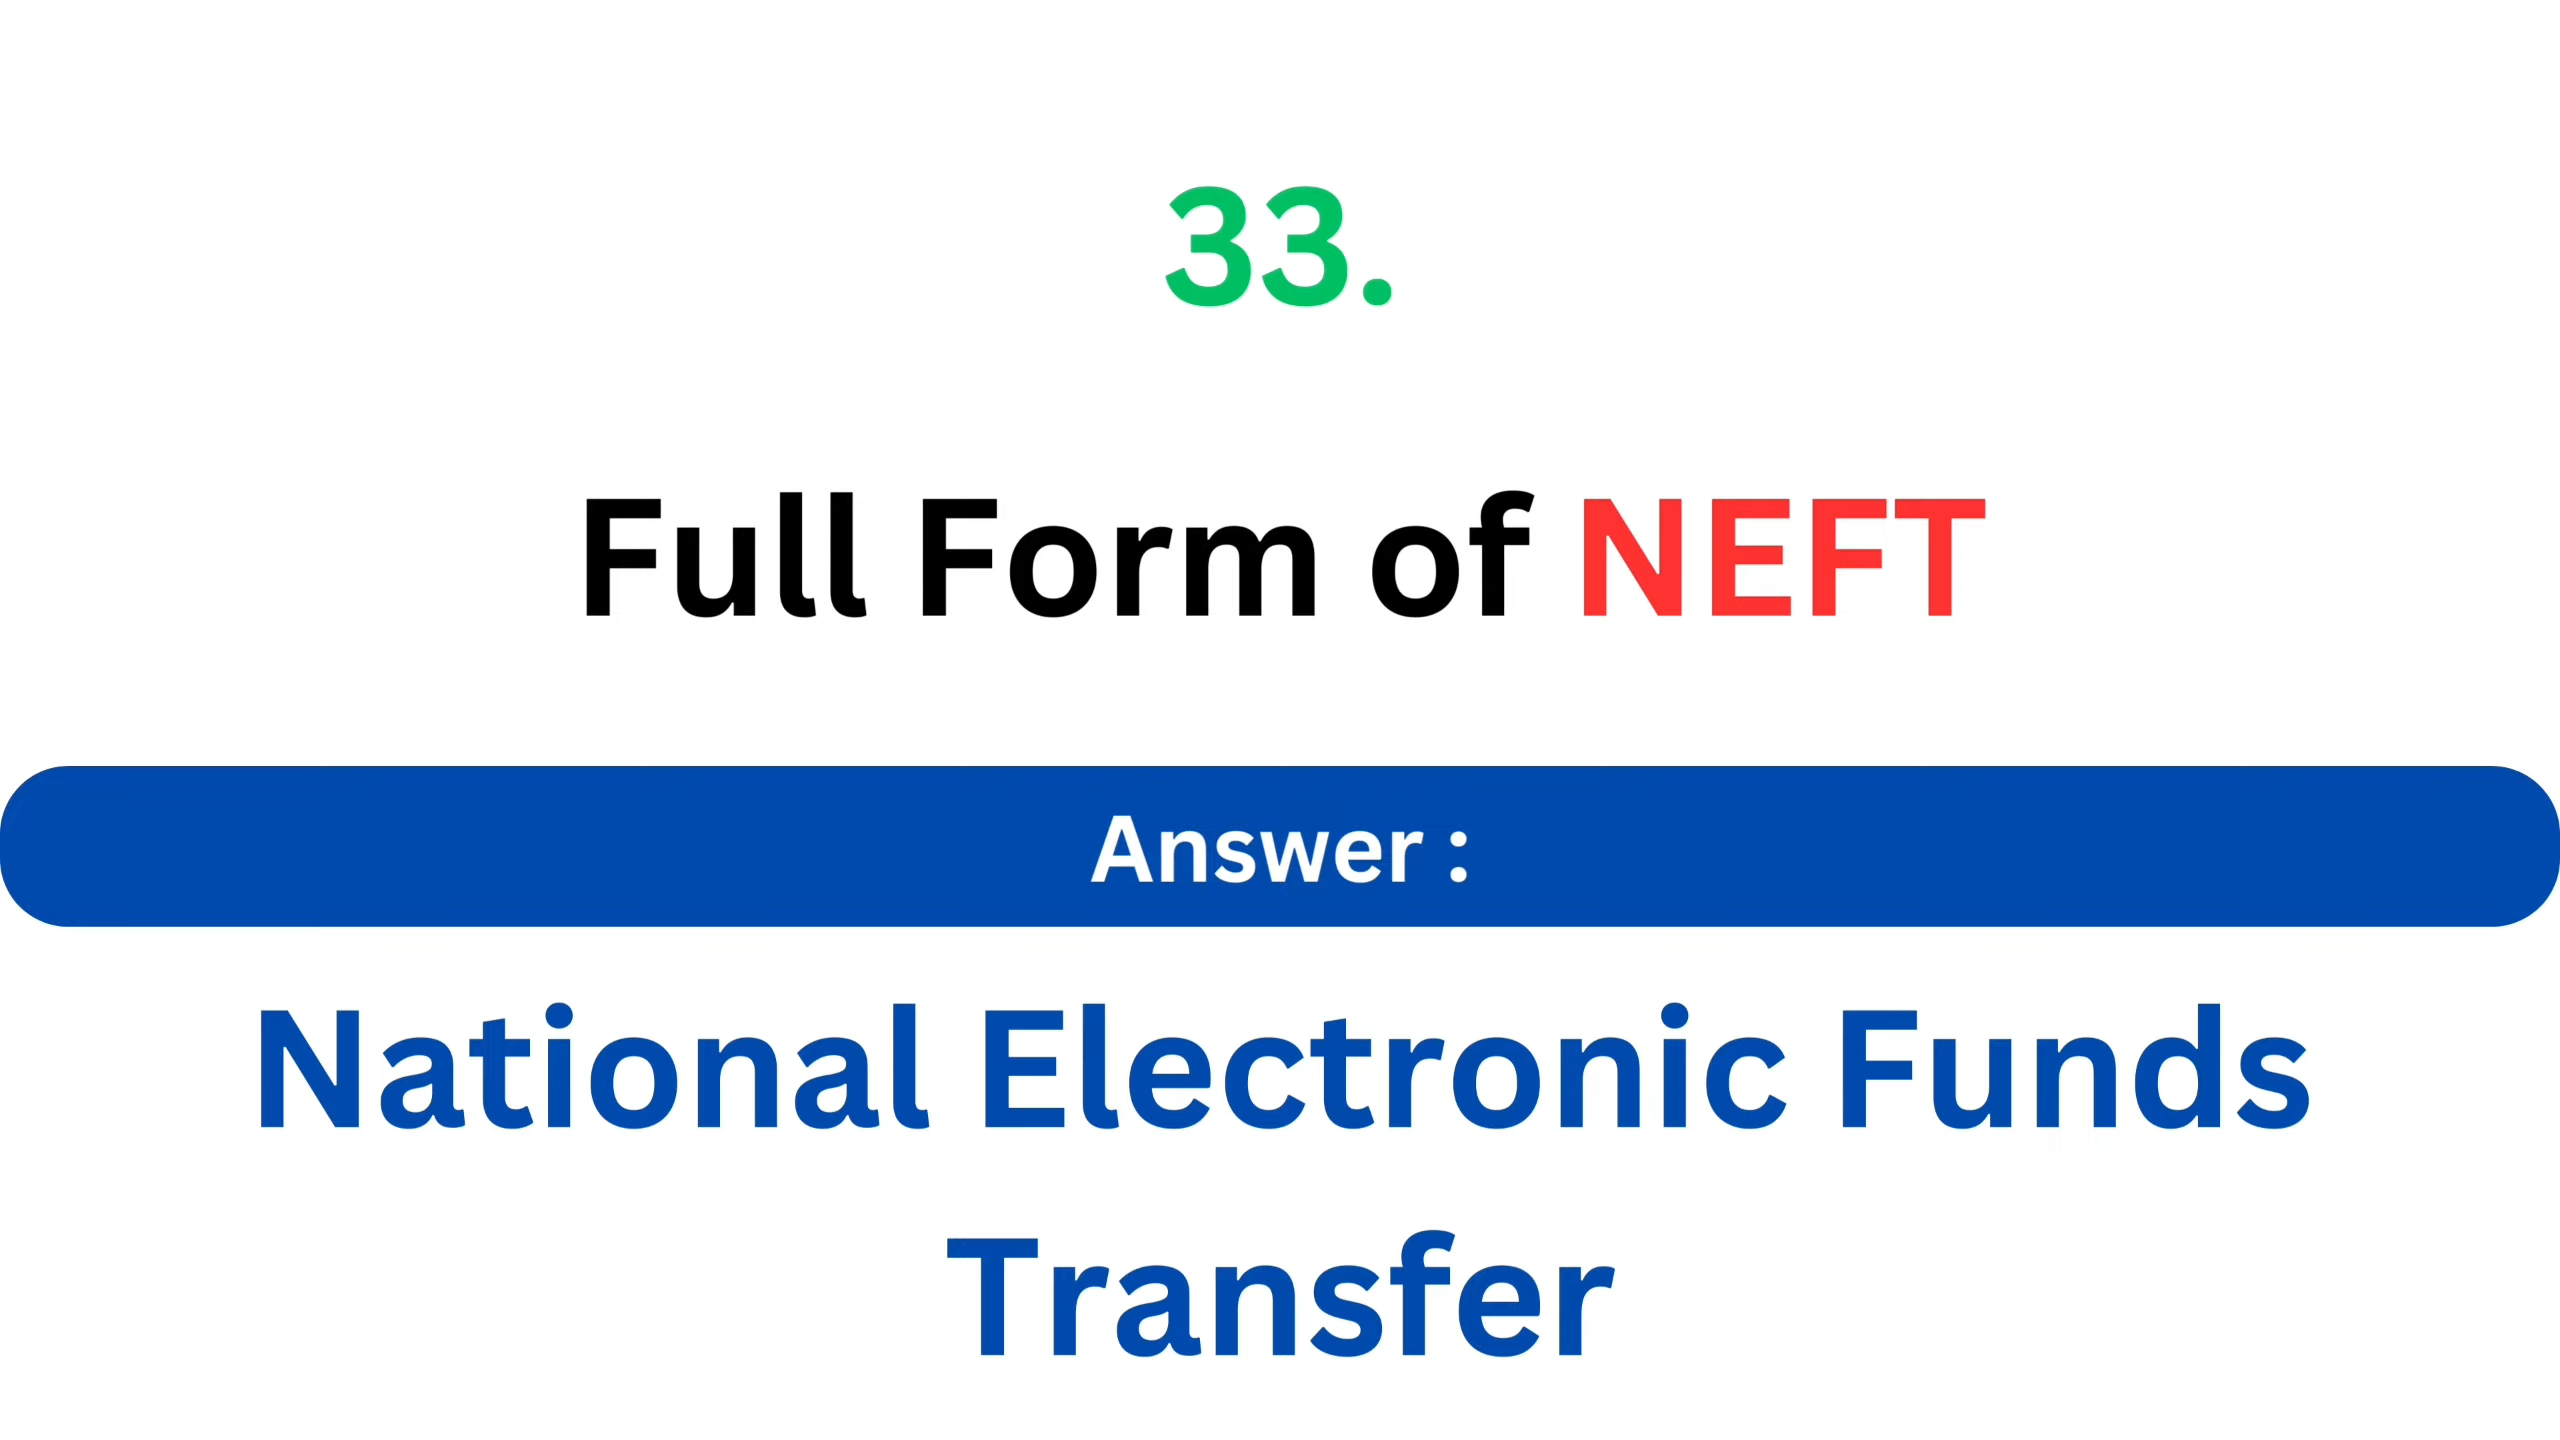 33.
Full Form of NEFT
Answer :
National Electronic Funds
Transfer